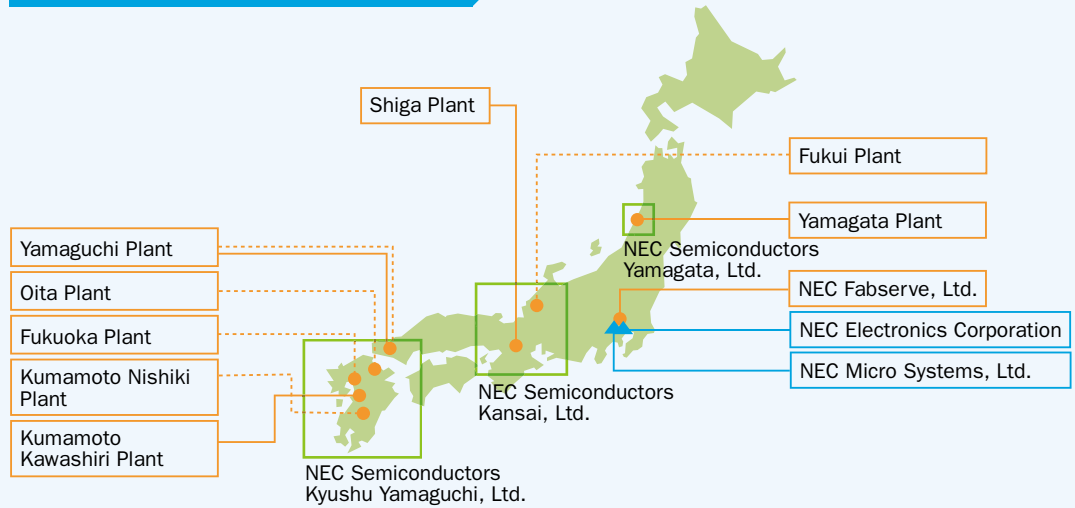 Shiga Plant
Fukui Plant
Yamagata Plant
NEC Semiconductors
Yamagata, Ltd.
Yamaguchi Plant
Oita Plant
Fukuoka Plant
Kumamoto Nishiki
Plant
Kumamoto
Kawashiri Plant
NEC Fabserve, Ltd.
NEC Electronics Corporation
NEC Micro Systems, Ltd.
NEC Semiconductors
Kansai, Ltd.
NEC Semiconductors
Kyushu Yamaguchi, Ltd.